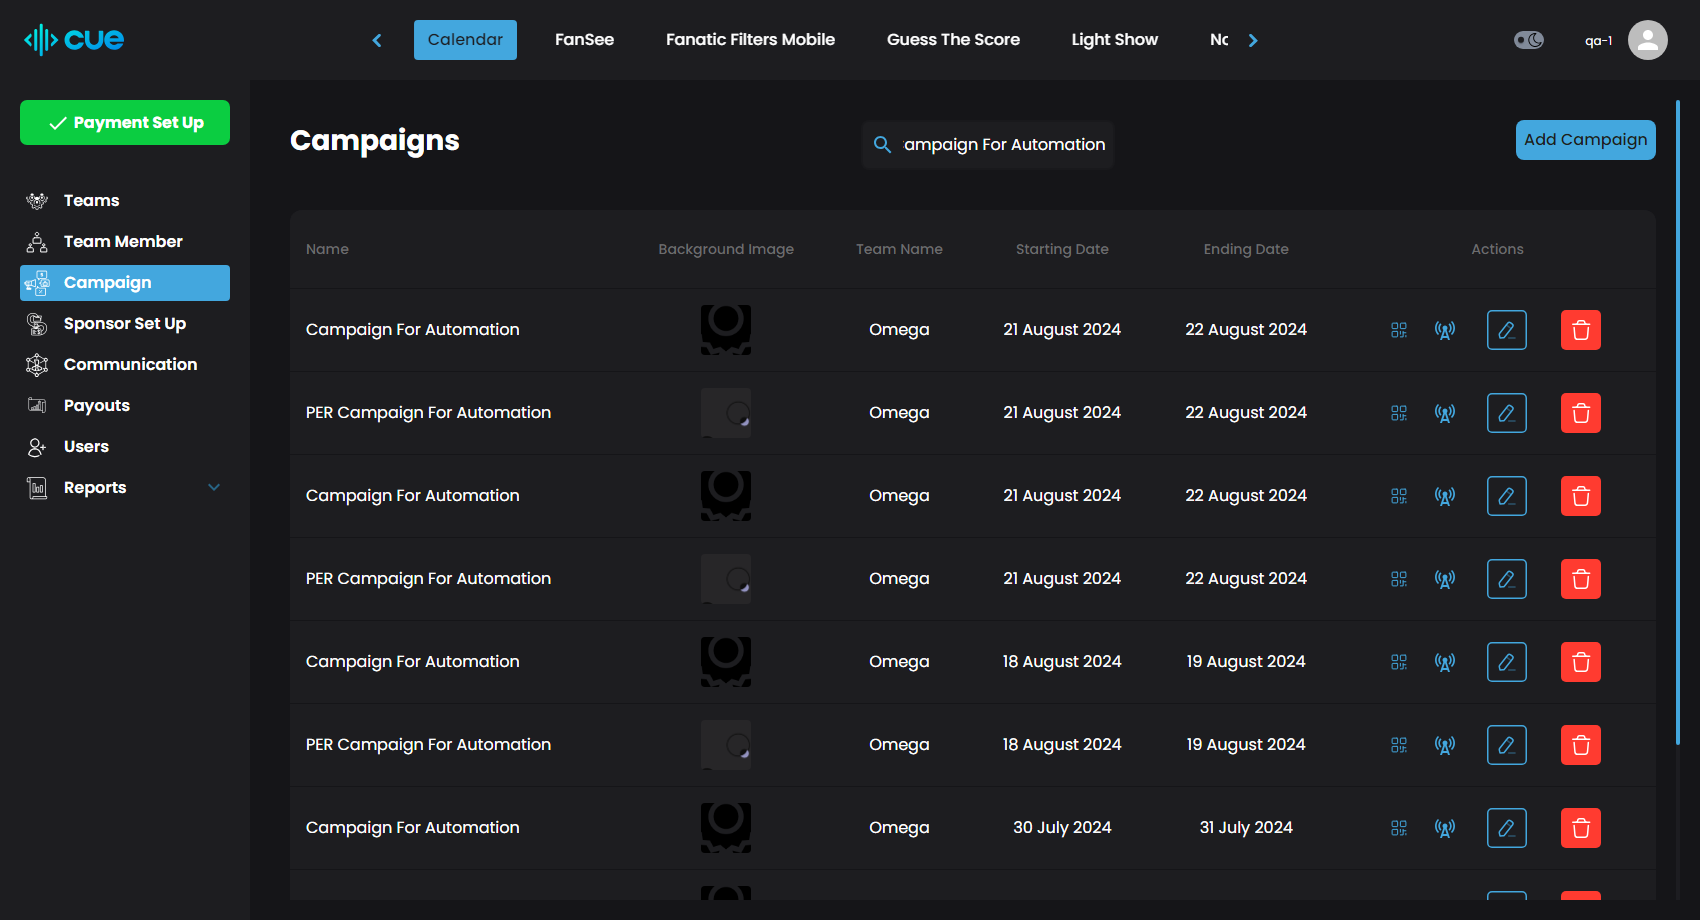 cue
Calendar
FanSee
Fanatic Filters Mobile
Guess The Score
Light Show
qa-1
Payment Set Up
Teams
Team Member
Campaign
Sponsor Set Up
Communication
Payouts
Users
Reports
Campaigns
Campaign For Automation
Add Campaign
Name Background Image Team Name Starting Date Ending Date Actions
Campaign For Automation Omega 21 August 2024 22 August 2024
PER Campaign For Automation Omega 21 August 2024 22 August 2024
Campaign For Automation Omega 21 August 2024 22 August 2024
PER Campaign For Automation Omega 21 August 2024 22 August 2024
Campaign For Automation Omega 18 August 2024 19 August 2024
PER Campaign For Automation Omega 18 August 2024 19 August 2024
Campaign For Automation Omega 30 July 2024 31 July 2024